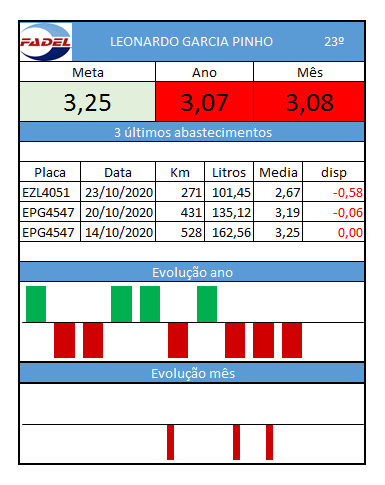 FADEL LEONARDO GARCIA PINHO 23º
Meta Ano Mês
3,25 3,07 3,08
3 últimos abastecimentos
Placa Data Km Litros Media disp
EZL4051 23/10/2020 271 101,45 2,67 -0,58
EPG4547 20/10/2020 431 135,12 3,19 -0,06
EPG4547 14/10/2020 528 162,56 3,25 0,00
Evolução ano
Evolução mês